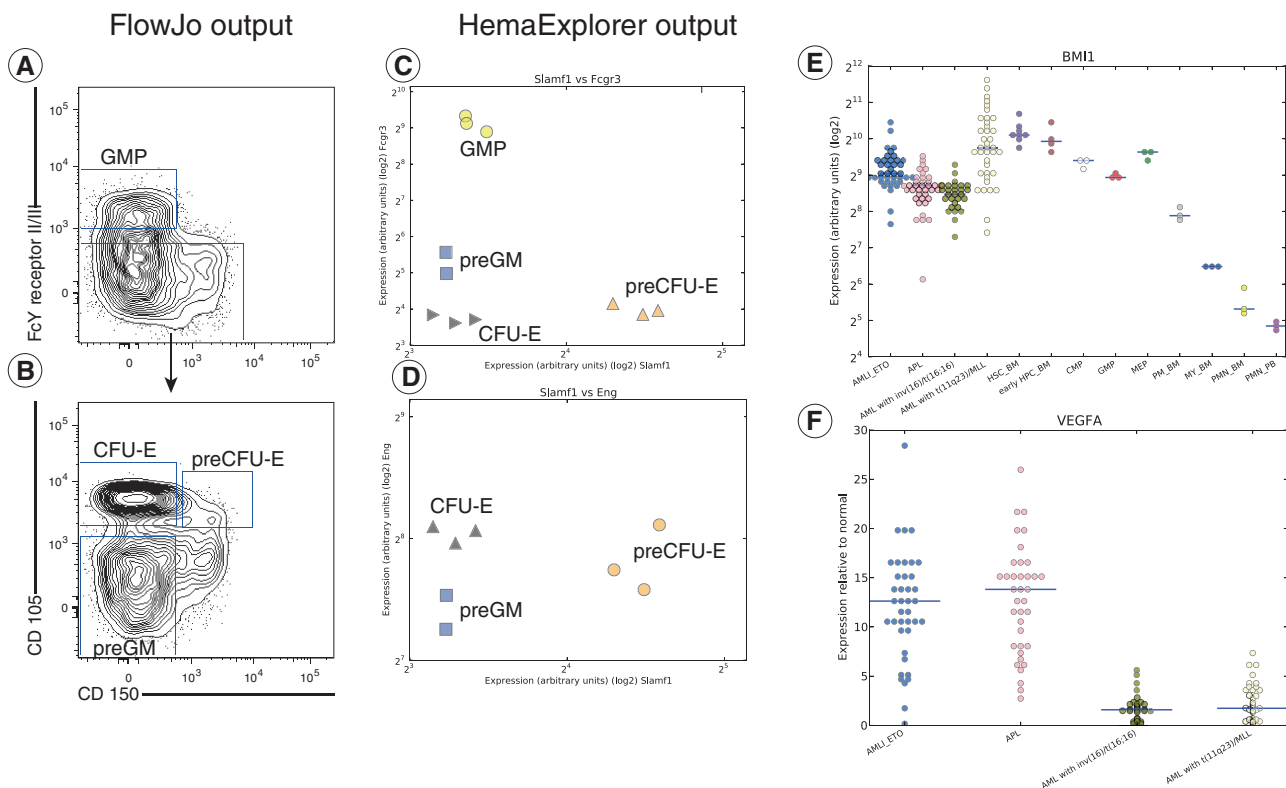 FlowJo output
HemaExplorer output
A
FcY receptor II/III
10^5
10^4
10^3
0
GMP
0 10^3 10^4 10^5
B
CD 105
10^5
10^4
10^3
0
CFU-E
preCFU-E
preGM
0 10^3 10^4 10^5
CD 150
C
Slamf1 vs Fcgr3
Expression (arbitrary units) (log2) Fcgr3
2^10
2^9
2^8
2^7
2^6
2^5
2^4
2^3
GMP
preGM
preCFU-E
CFU-E
2^3 2^4 2^5
Expression (arbitrary units) (log2) Slamf1
D
Slamf1 vs Eng
Expression (arbitrary units) (log2) Eng
2^9
2^8
2^7
CFU-E
preCFU-E
preGM
2^3 2^4 2^5
Expression (arbitrary units) (log2) Slamf1
E
BMI1
Expression (arbitrary units) (log2)
2^12
2^11
2^10
2^9
2^8
2^7
2^6
2^5
2^4
AMLI_ETO
APL
AML with inv(16)/t(16;16)
AML with t(11q23)/MLL
HSC_BM
early HPC_BM
CMP
GMP
MEP
PM_BM
MY_BM
PMN_BM
PMN_PB
F
VEGFA
Expression relative to normal
30
25
20
15
10
5
0
AMLI_ETO
APL
AML with inv(16)/t(16;16)
AML with t(11q23)/MLL